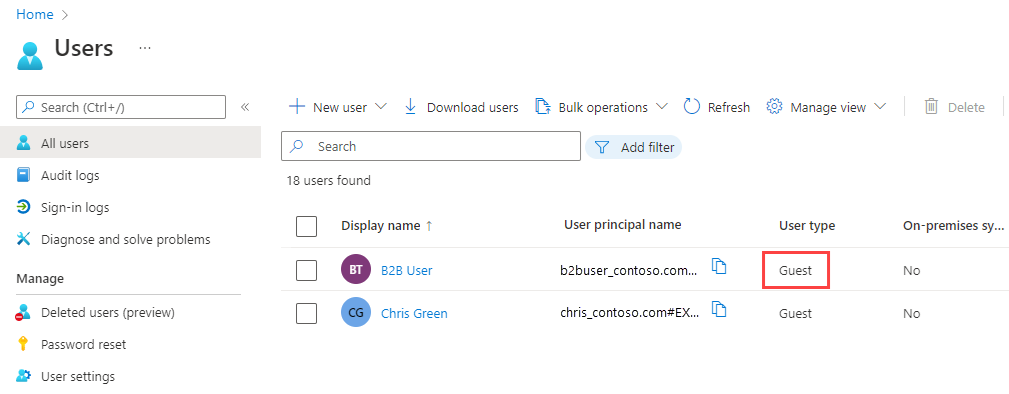 Home >
Users ...
Search (Ctrl+/) «
New user Download users Bulk operations Refresh Manage view Delete
All users
Audit logs
Sign-in logs
Diagnose and solve problems
Manage
Deleted users (preview)
Password reset
User settings
Search Add filter
18 users found
Display name ↑ User principal name User type On-premises sy...
BT B2B User b2buser_contoso.com... Guest No
CG Chris Green chris_contoso.com#EX... Guest No